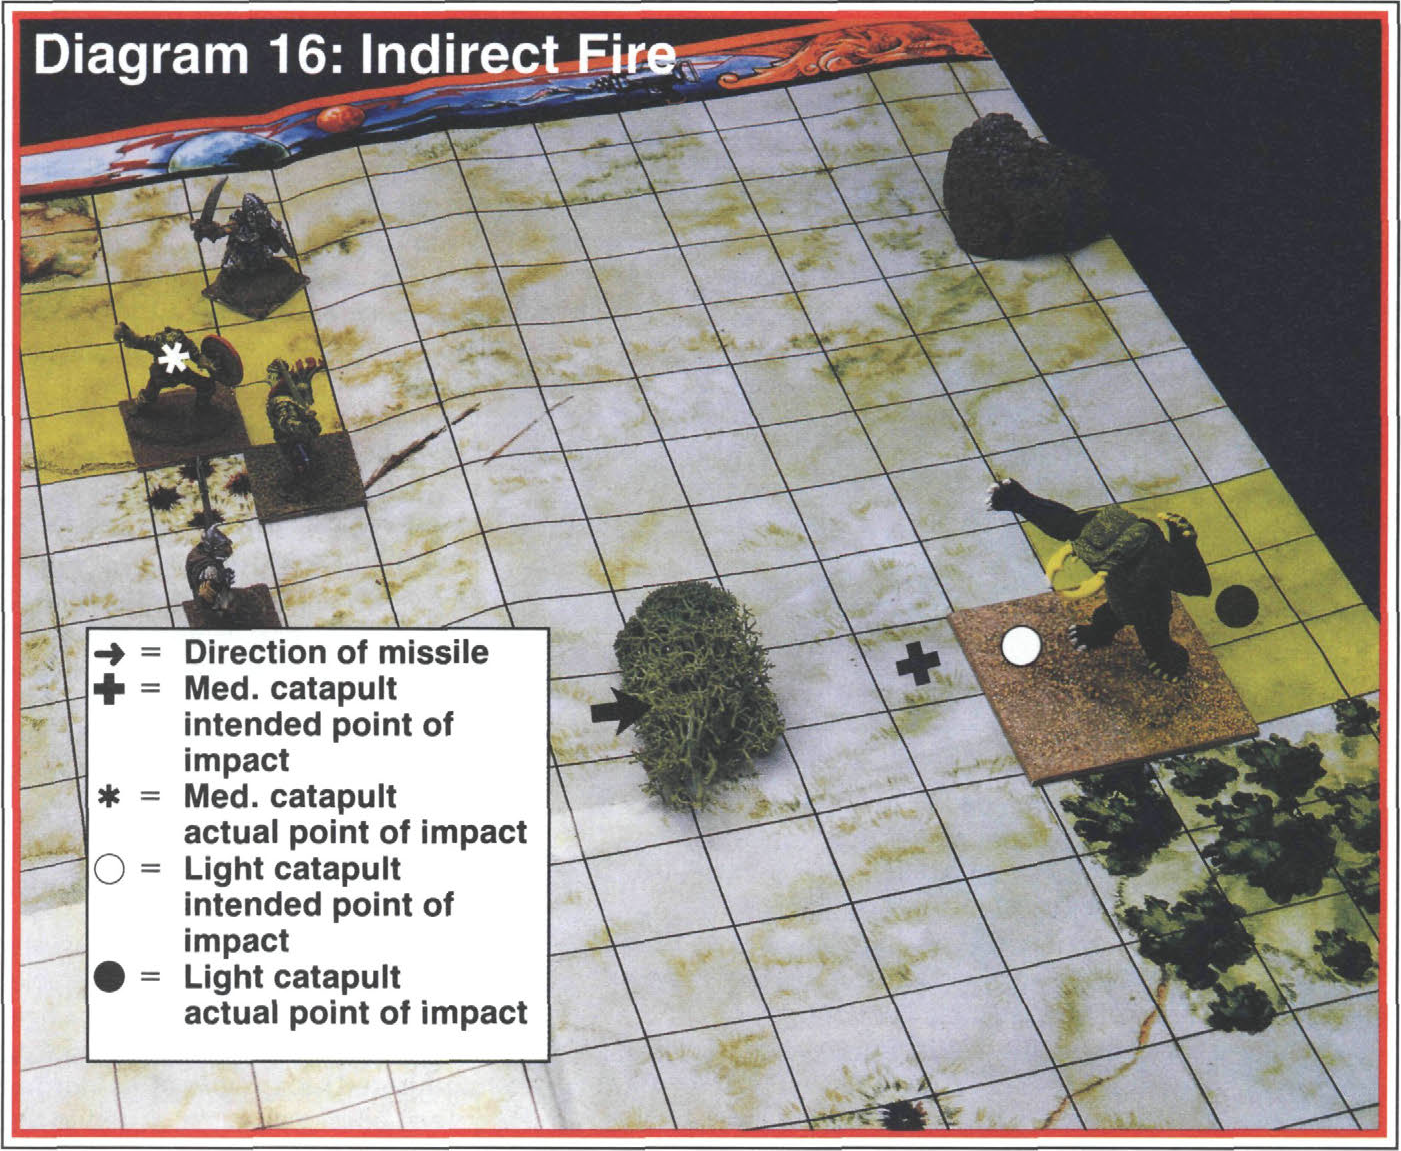 Diagram 16: Indirect Fire
→ = Direction of missile
✚ = Med. catapult
intended point of
impact
* = Med. catapult
actual point of impact
○ = Light catapult
intended point of
impact
● = Light catapult
actual point of impact